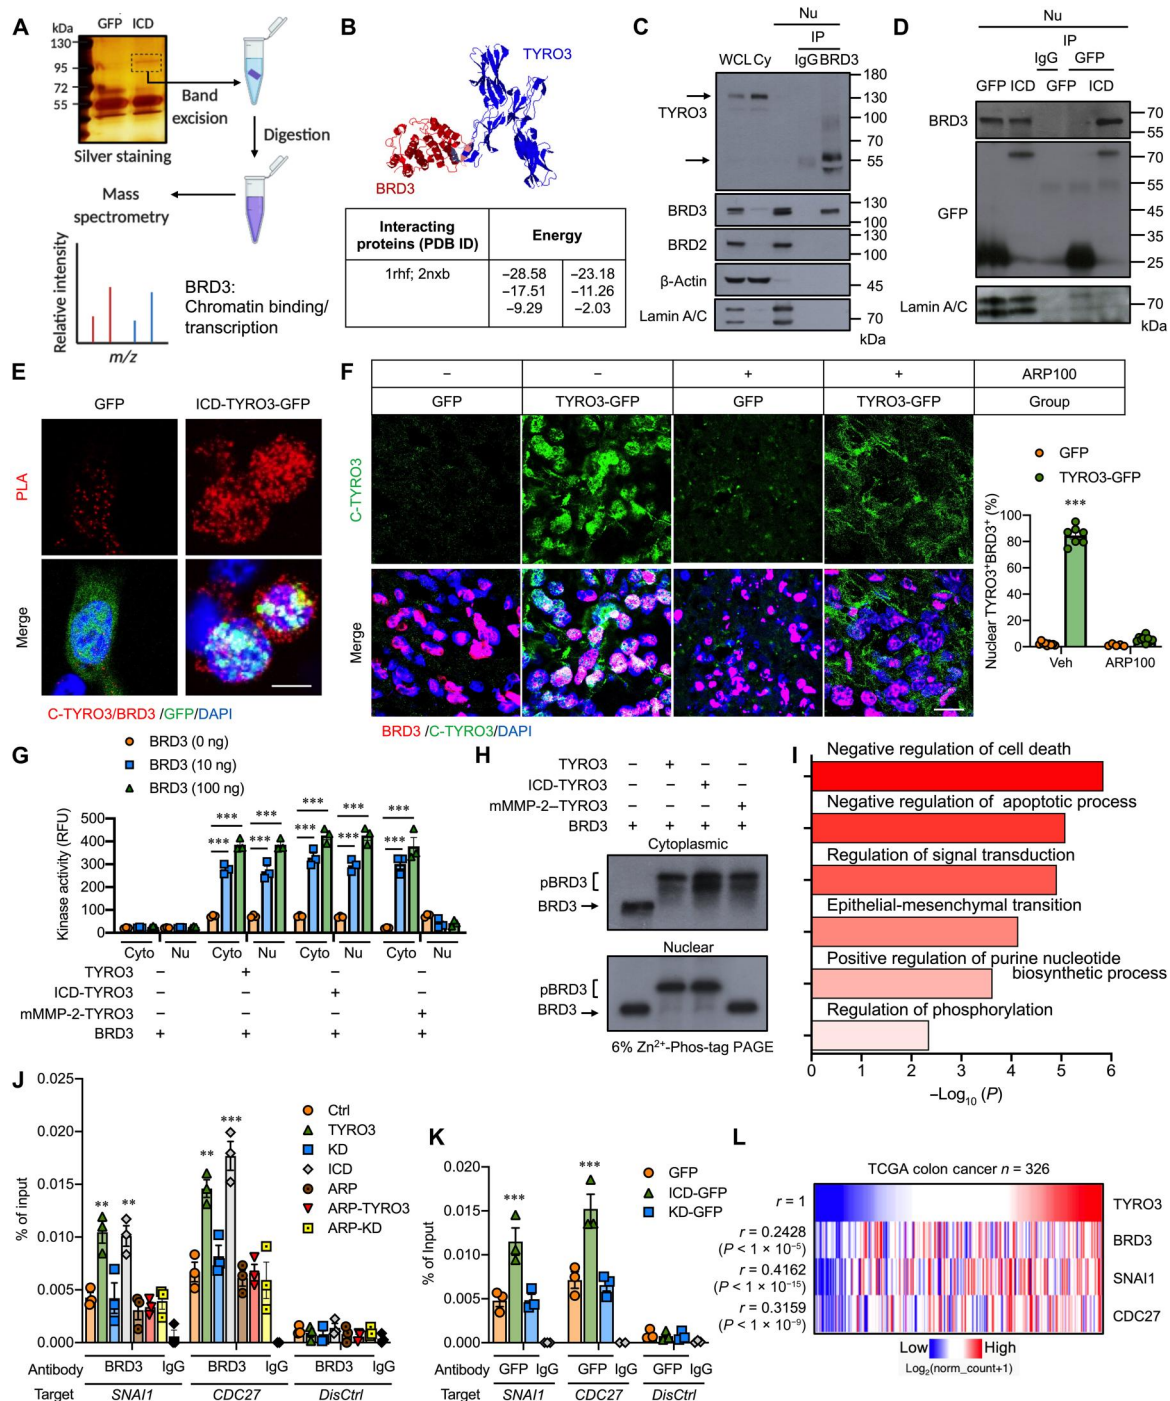 A
kDa
GFP ICD
130
95
72
55
Silver staining
Band
excision
Digestion
Mass
spectrometry
Relative intensity
m/z
BRD3:
Chromatin binding/
transcription
B
TYRO3
BRD3
Interacting
proteins (PDB ID)
Energy
1rhf; 2nxb
–28.58 –23.18
–17.51 –11.26
–9.29 –2.03
C
Nu
IP
WCL Cy IgG BRD3
TYRO3
180
130
100
70
55
BRD3
130
100
BRD2
130
100
β-Actin
45
Lamin A/C
70
kDa
D
Nu
IP
IgG GFP
GFP ICD GFP ICD
BRD3
70
55
GFP
70
55
45
35
25
Lamin A/C
70
kDa
E
GFP ICD-TYRO3-GFP
PLA
Merge
C-TYRO3/BRD3 /GFP/DAPI
F
– – + + ARP100
GFP TYRO3-GFP GFP TYRO3-GFP Group
C-TYRO3
Merge
BRD3 /C-TYRO3/DAPI
GFP
TYRO3-GFP
Nuclear TYRO3⁺BRD3⁺ (%)
100
80
60
40
20
0
***
Veh ARP100
G
BRD3 (0 ng)
BRD3 (10 ng)
BRD3 (100 ng)
Kinase activity (RFU)
500
400
300
200
100
0
*** *** *** *** ***
*** *** *** *** ***
Cyto Nu Cyto Nu Cyto Nu Cyto Nu
TYRO3 – + – –
ICD-TYRO3 – – + –
mMMP-2-TYRO3 – – – +
BRD3 + + + +
H
TYRO3 – + – –
ICD-TYRO3 – – + –
mMMP-2–TYRO3 – – – +
BRD3 + + + +
Cytoplasmic
pBRD3
BRD3
Nuclear
pBRD3
BRD3
6% Zn²⁺-Phos-tag PAGE
I
Negative regulation of cell death
Negative regulation of apoptotic process
Regulation of signal transduction
Epithelial-mesenchymal transition
Positive regulation of purine nucleotide
biosynthetic process
Regulation of phosphorylation
0 1 2 3 4 5 6
–Log₁₀ (P)
J
% of input
0.025
0.020
0.015
0.010
0.005
0.000
** ** ** ***
Ctrl
TYRO3
KD
ICD
ARP
ARP-TYRO3
ARP-KD
Antibody BRD3 IgG BRD3 IgG BRD3 IgG
Target SNAI1 CDC27 DisCtrl
K
% of Input
0.020
0.015
0.010
0.005
0.000
*** ***
GFP
ICD-GFP
KD-GFP
Antibody GFP IgG GFP IgG GFP IgG
Target SNAI1 CDC27 DisCtrl
L
TCGA colon cancer n = 326
r = 1 TYRO3
r = 0.2428
(P < 1 × 10⁻⁵)
BRD3
r = 0.4162
(P < 1 × 10⁻¹⁵)
SNAI1
r = 0.3159
(P < 1 × 10⁻⁹)
CDC27
Low High
Log₂(norm_count+1)